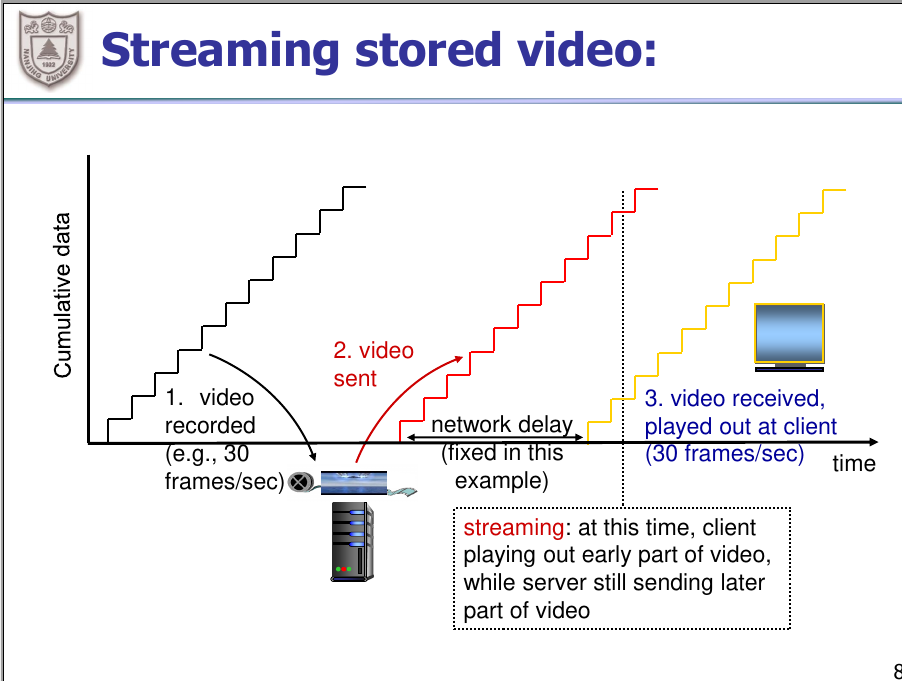 NANJING UNIVERSITY
1902
Streaming stored video:
Cumulative data
1. video
recorded
(e.g., 30
frames/sec)
2. video
sent
network delay
(fixed in this
example)
3. video received,
played out at client
(30 frames/sec)
time
streaming: at this time, client
playing out early part of video,
while server still sending later
part of video
8